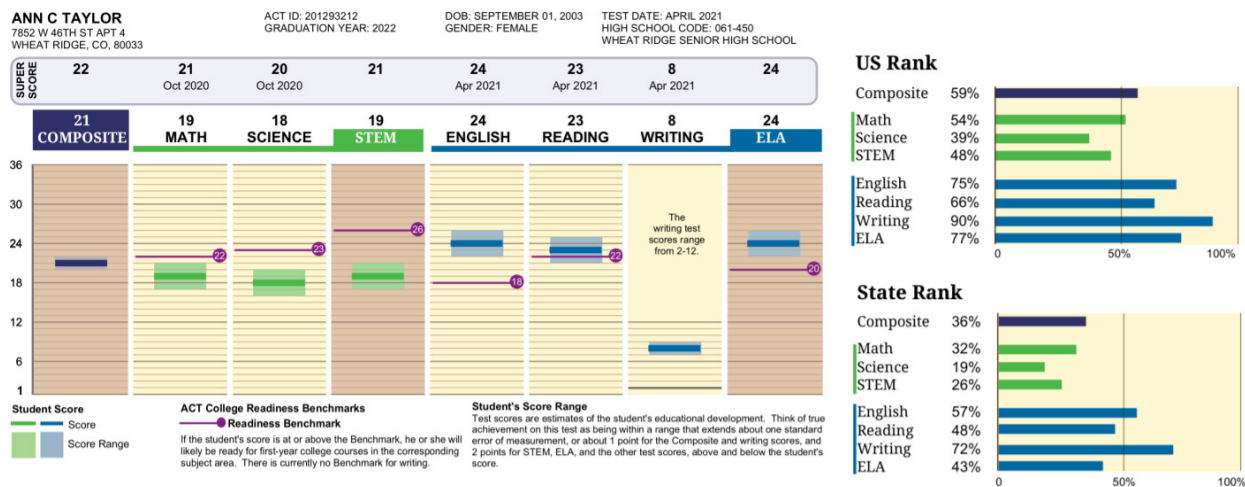 ANN C TAYLOR
7852 W 46TH ST APT 4
WHEAT RIDGE, CO, 80033
ACT ID: 201293212
GRADUATION YEAR: 2022
DOB: SEPTEMBER 01, 2003
GENDER: FEMALE
TEST DATE: APRIL 2021
HIGH SCHOOL CODE: 061-450
WHEAT RIDGE SENIOR HIGH SCHOOL
SUPER
SCORE
22 21 20 21 24 23 8 24
Oct 2020 Oct 2020 Apr 2021 Apr 2021 Apr 2021
21 19 18 19 24 23 8 24
COMPOSITE MATH SCIENCE STEM ENGLISH READING WRITING ELA
36
30
24
18
12
6
1
22
23
26
18
22
The
writing test
scores range
from 2-12.
20
Student Score
Score
Score Range
ACT College Readiness Benchmarks
Readiness Benchmark
If the student's score is at or above the Benchmark, he or she will
likely be ready for first-year college courses in the corresponding
subject area. There is currently no Benchmark for writing.
Student's Score Range
Test scores are estimates of the student's educational development. Think of true
achievement on this test as being within a range that extends about one standard
error of measurement, or about 1 point for the Composite and writing scores, and
2 points for STEM, ELA, and the other test scores, above and below the student's
score.
US Rank
Composite 59%
Math 54%
Science 39%
STEM 48%
English 75%
Reading 66%
Writing 90%
ELA 77%
0 50% 100%
State Rank
Composite 36%
Math 32%
Science 19%
STEM 26%
English 57%
Reading 48%
Writing 72%
ELA 43%
0 50% 100%